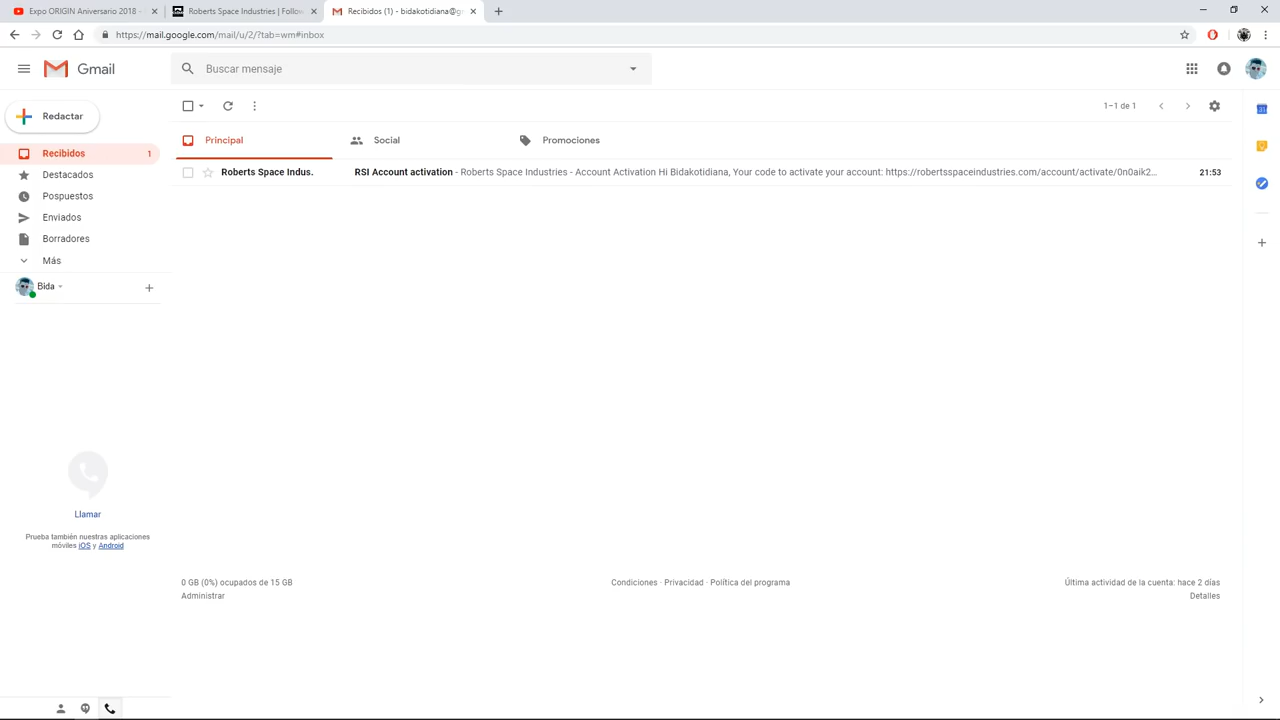 Expo ORIGIN Aniversario 2018 -
Roberts Space Industries | Follow
Recibidos (1) - bidakotidiana@g
https://mail.google.com/mail/u/2/?tab=wm#inbox
Gmail
Buscar mensaje
Redactar
1–1 de 1
Principal
Social
Promociones
Recibidos 1
Destacados
Pospuestos
Enviados
Borradores
Más
Roberts Space Indus. RSI Account activation - Roberts Space Industries - Account Activation Hi Bidakotidiana, Your code to activate your account: https://robertsspaceindustries.com/account/activate/0n0aik2... 21:53
Bida
Llamar
Prueba también nuestras aplicaciones
móviles iOS y Android
0 GB (0%) ocupados de 15 GB
Administrar
Condiciones · Privacidad · Política del programa
Última actividad de la cuenta: hace 2 días
Detalles